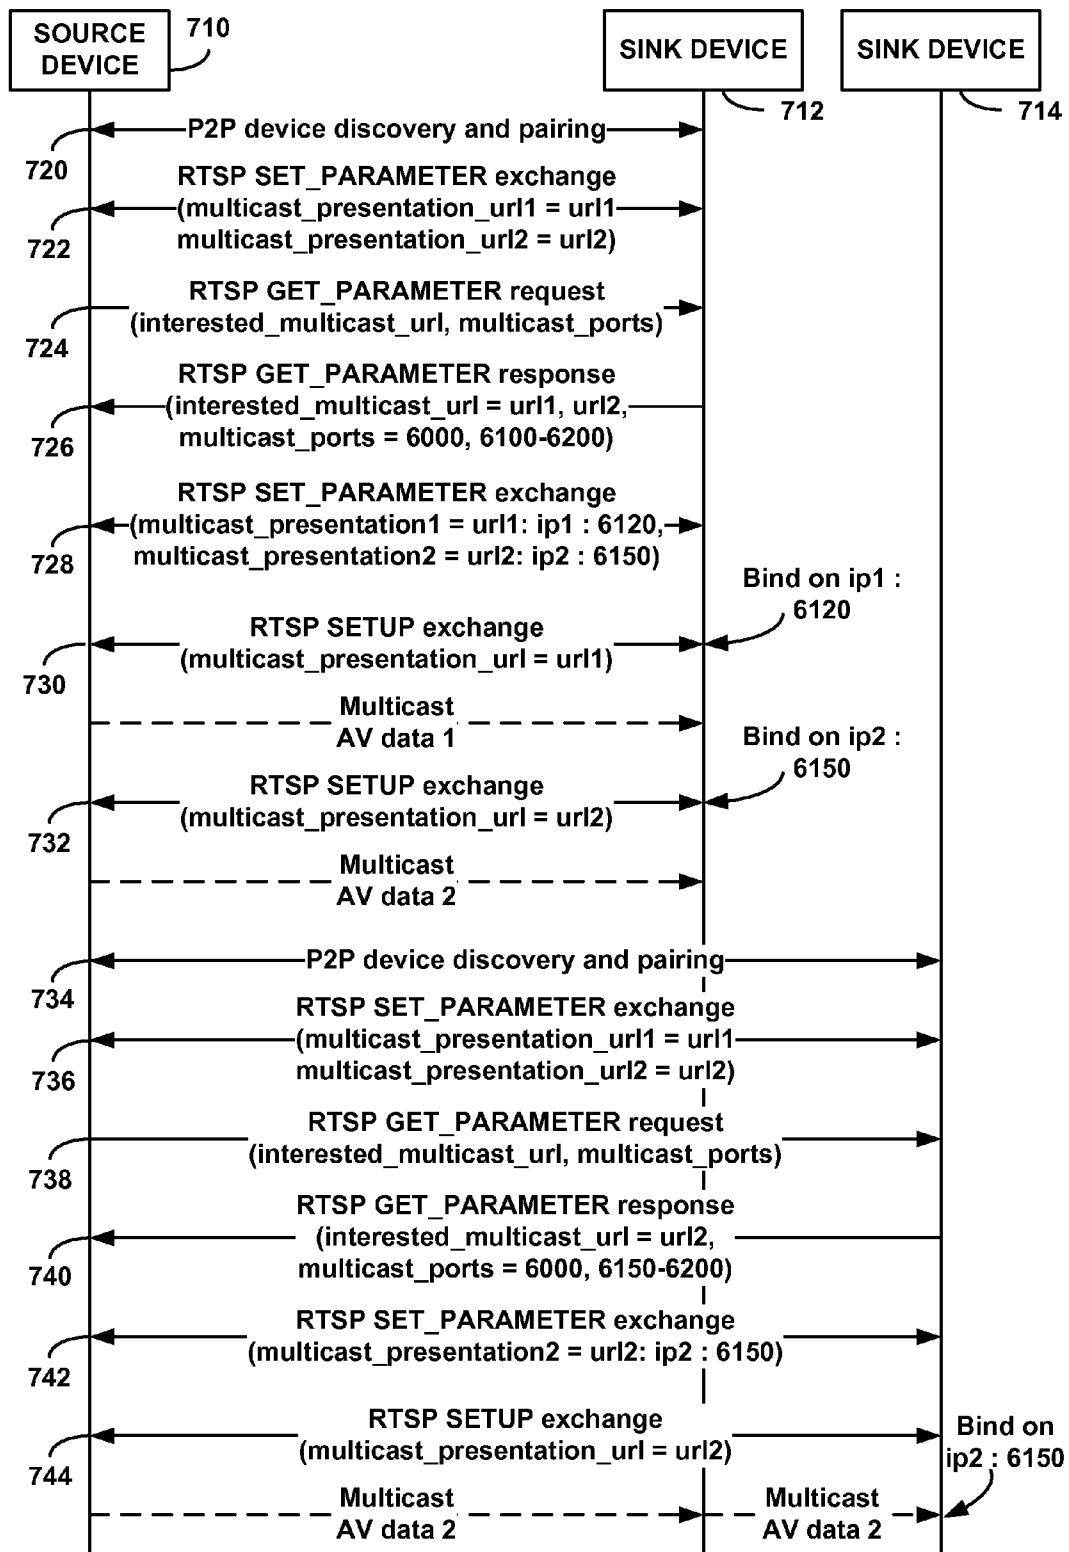 SOURCE
DEVICE
710
SINK DEVICE
712
SINK DEVICE
714
P2P device discovery and pairing
720
RTSP SET_PARAMETER exchange
(multicast_presentation_url1 = url1
multicast_presentation_url2 = url2)
722
RTSP GET_PARAMETER request
(interested_multicast_url, multicast_ports)
724
RTSP GET_PARAMETER response
(interested_multicast_url = url1, url2,
multicast_ports = 6000, 6100-6200)
726
RTSP SET_PARAMETER exchange
(multicast_presentation1 = url1: ip1 : 6120,
multicast_presentation2 = url2: ip2 : 6150)
728
Bind on ip1 :
6120
RTSP SETUP exchange
(multicast_presentation_url = url1)
730
Multicast
AV data 1
Bind on ip2 :
6150
RTSP SETUP exchange
(multicast_presentation_url = url2)
732
Multicast
AV data 2
P2P device discovery and pairing
734
RTSP SET_PARAMETER exchange
(multicast_presentation_url1 = url1
multicast_presentation_url2 = url2)
736
RTSP GET_PARAMETER request
(interested_multicast_url, multicast_ports)
738
RTSP GET_PARAMETER response
(interested_multicast_url = url2,
multicast_ports = 6000, 6150-6200)
740
RTSP SET_PARAMETER exchange
(multicast_presentation2 = url2: ip2 : 6150)
742
RTSP SETUP exchange
(multicast_presentation_url = url2)
744
Bind on
ip2 : 6150
Multicast
AV data 2
Multicast
AV data 2